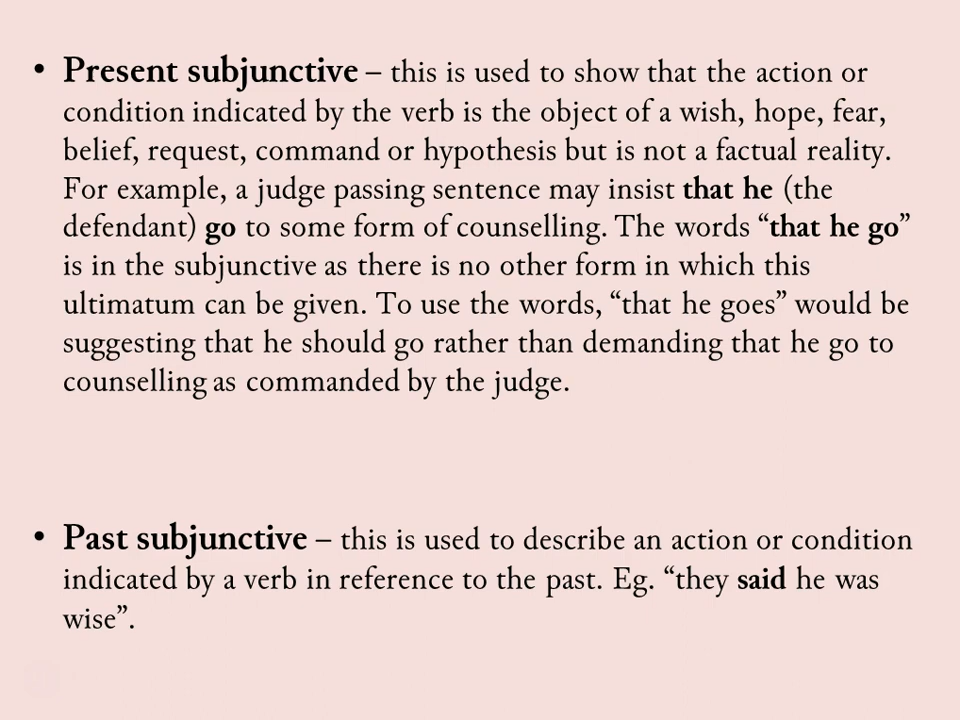 • Present subjunctive – this is used to show that the action or
condition indicated by the verb is the object of a wish, hope, fear,
belief, request, command or hypothesis but is not a factual reality.
For example, a judge passing sentence may insist that he (the
defendant) go to some form of counselling. The words “that he go”
is in the subjunctive as there is no other form in which this
ultimatum can be given. To use the words, “that he goes” would be
suggesting that he should go rather than demanding that he go to
counselling as commanded by the judge.
• Past subjunctive – this is used to describe an action or condition
indicated by a verb in reference to the past. Eg. “they said he was
wise”.